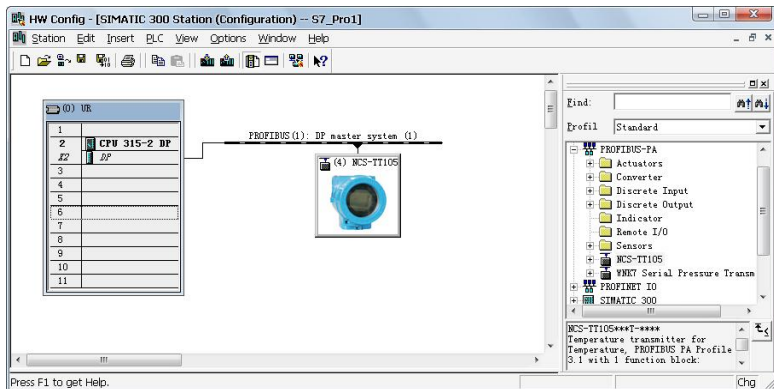 HW Config - [SIMATIC 300 Station (Configuration) -- S7_Pro1]
Station Edit Insert PLC View Options Window Help
(0) UR
1
2 CPU 315-2 DP
X2 DP
3
4
5
6
7
8
9
10
11
PROFIBUS(1): DP master system (1)
(4) NCS-TT105
Find:
Profil Standard
PROFIBUS-PA
Actuators
Converter
Discrete Input
Discrete Output
Indicator
Remote I/O
Sensors
NCS-TT105
WNK7 Serial Pressure Transm
PROFINET IO
SIMATIC 300
NCS-TT105***T-****
Temperature transmitter for
Temperature, PROFIBUS PA Profile
3.1 with 1 function block:
Press F1 to get Help.
Chg